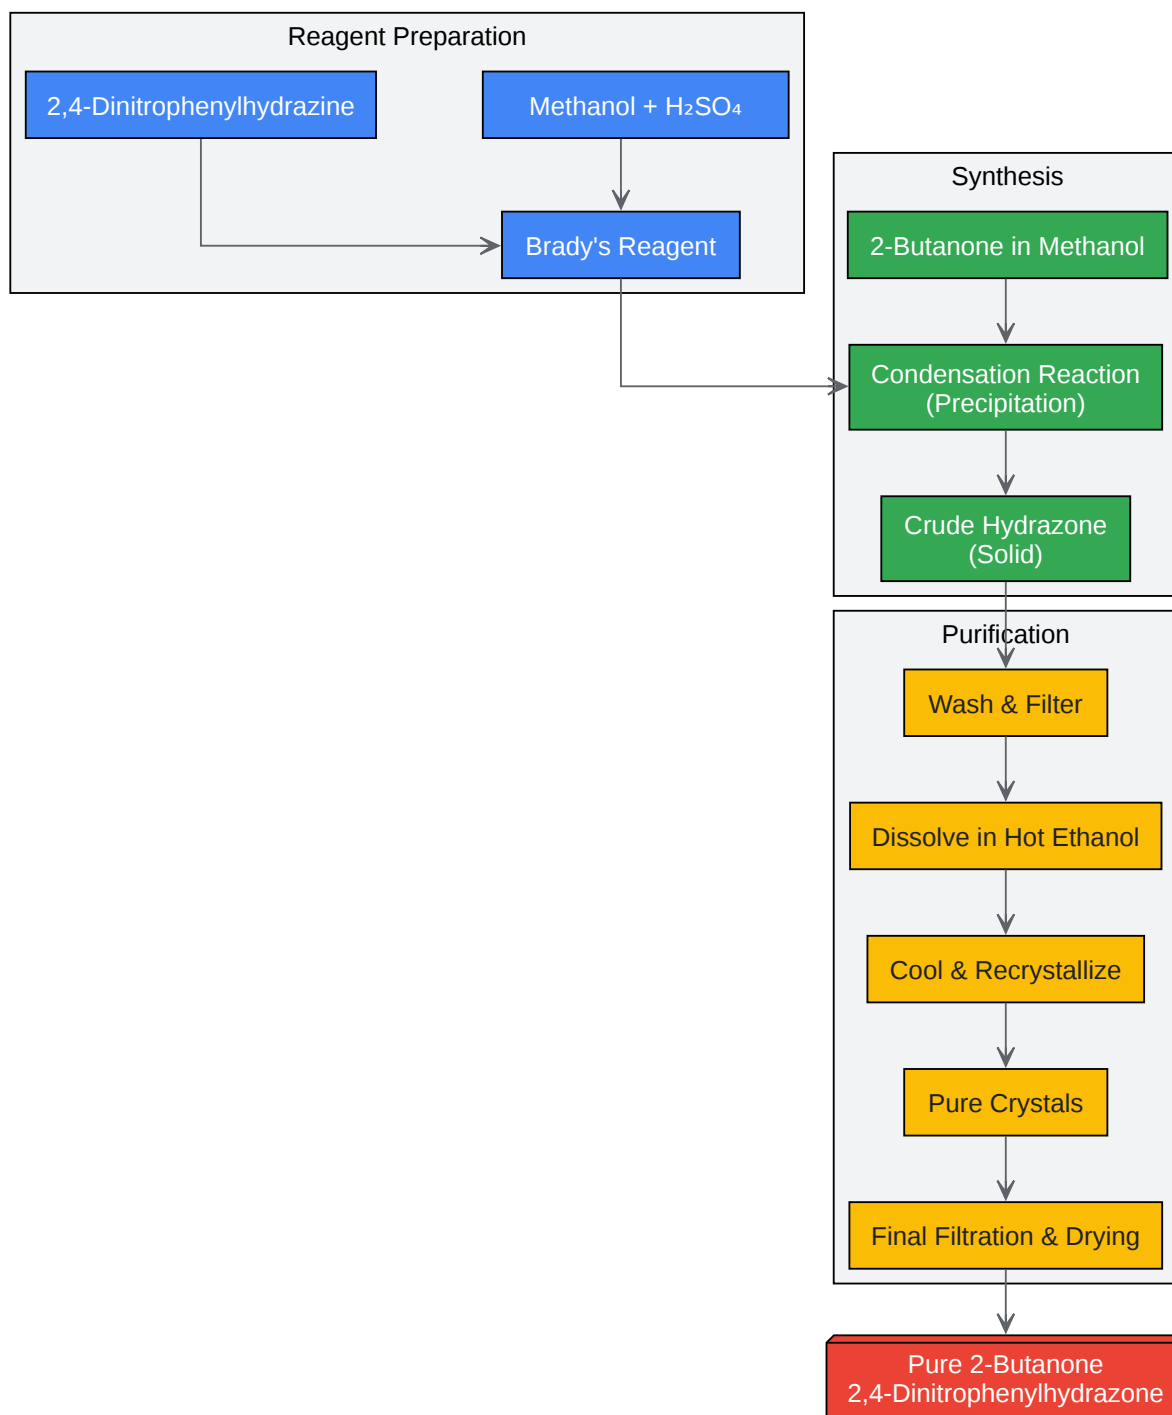 Reagent Preparation
2,4-Dinitrophenylhydrazine
Methanol + H₂SO₄
Brady's Reagent
Synthesis
2-Butanone in Methanol
Condensation Reaction
(Precipitation)
Crude Hydrazone
(Solid)
Purification
Wash & Filter
Dissolve in Hot Ethanol
Cool & Recrystallize
Pure Crystals
Final Filtration & Drying
Pure 2-Butanone
2,4-Dinitrophenylhydrazone